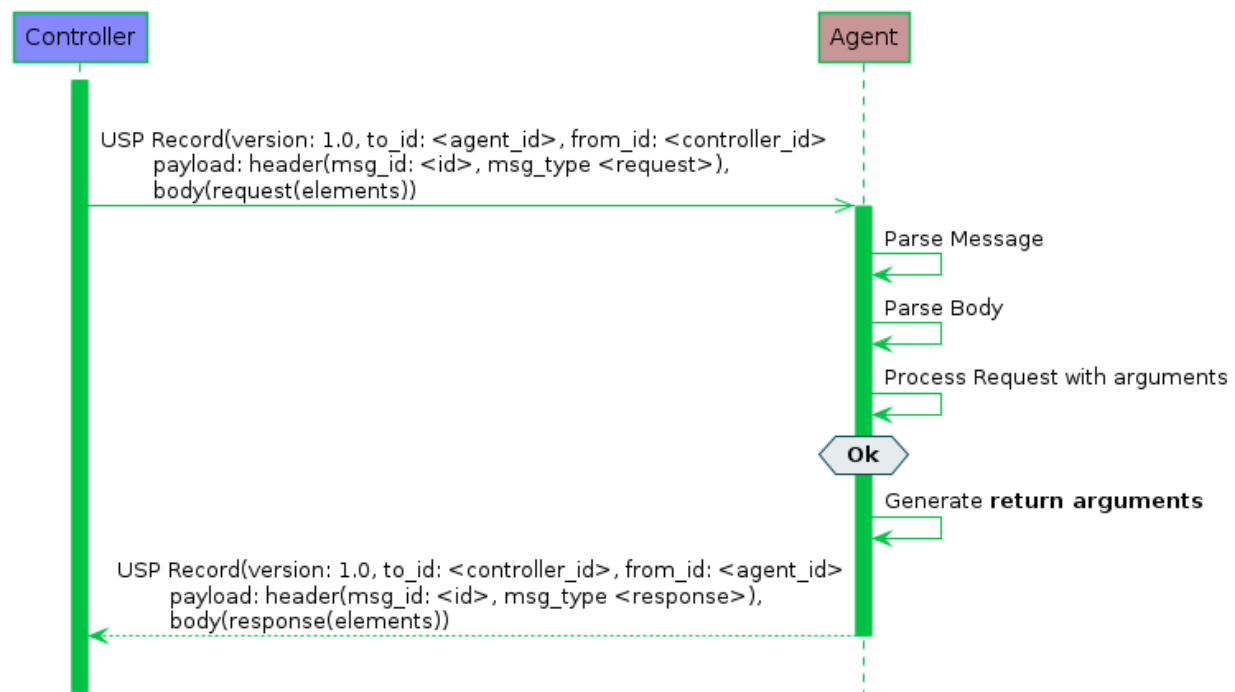 Controller
Agent
USP Record(version: 1.0, to_id: <agent_id>, from_id: <controller_id>
payload: header(msg_id: <id>, msg_type <request>),
body(request(elements))
Parse Message
Parse Body
Process Request with arguments
Ok
Generate return arguments
USP Record(version: 1.0, to_id: <controller_id>, from_id: <agent_id>
payload: header(msg_id: <id>, msg_type <response>),
body(response(elements))